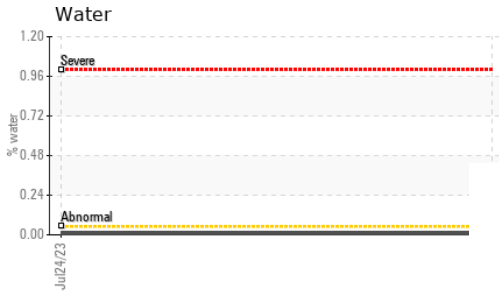 Water
1.20
Severe
0.96
0.72
% water
0.48
0.24
Abnormal
0.00
Jul24/23